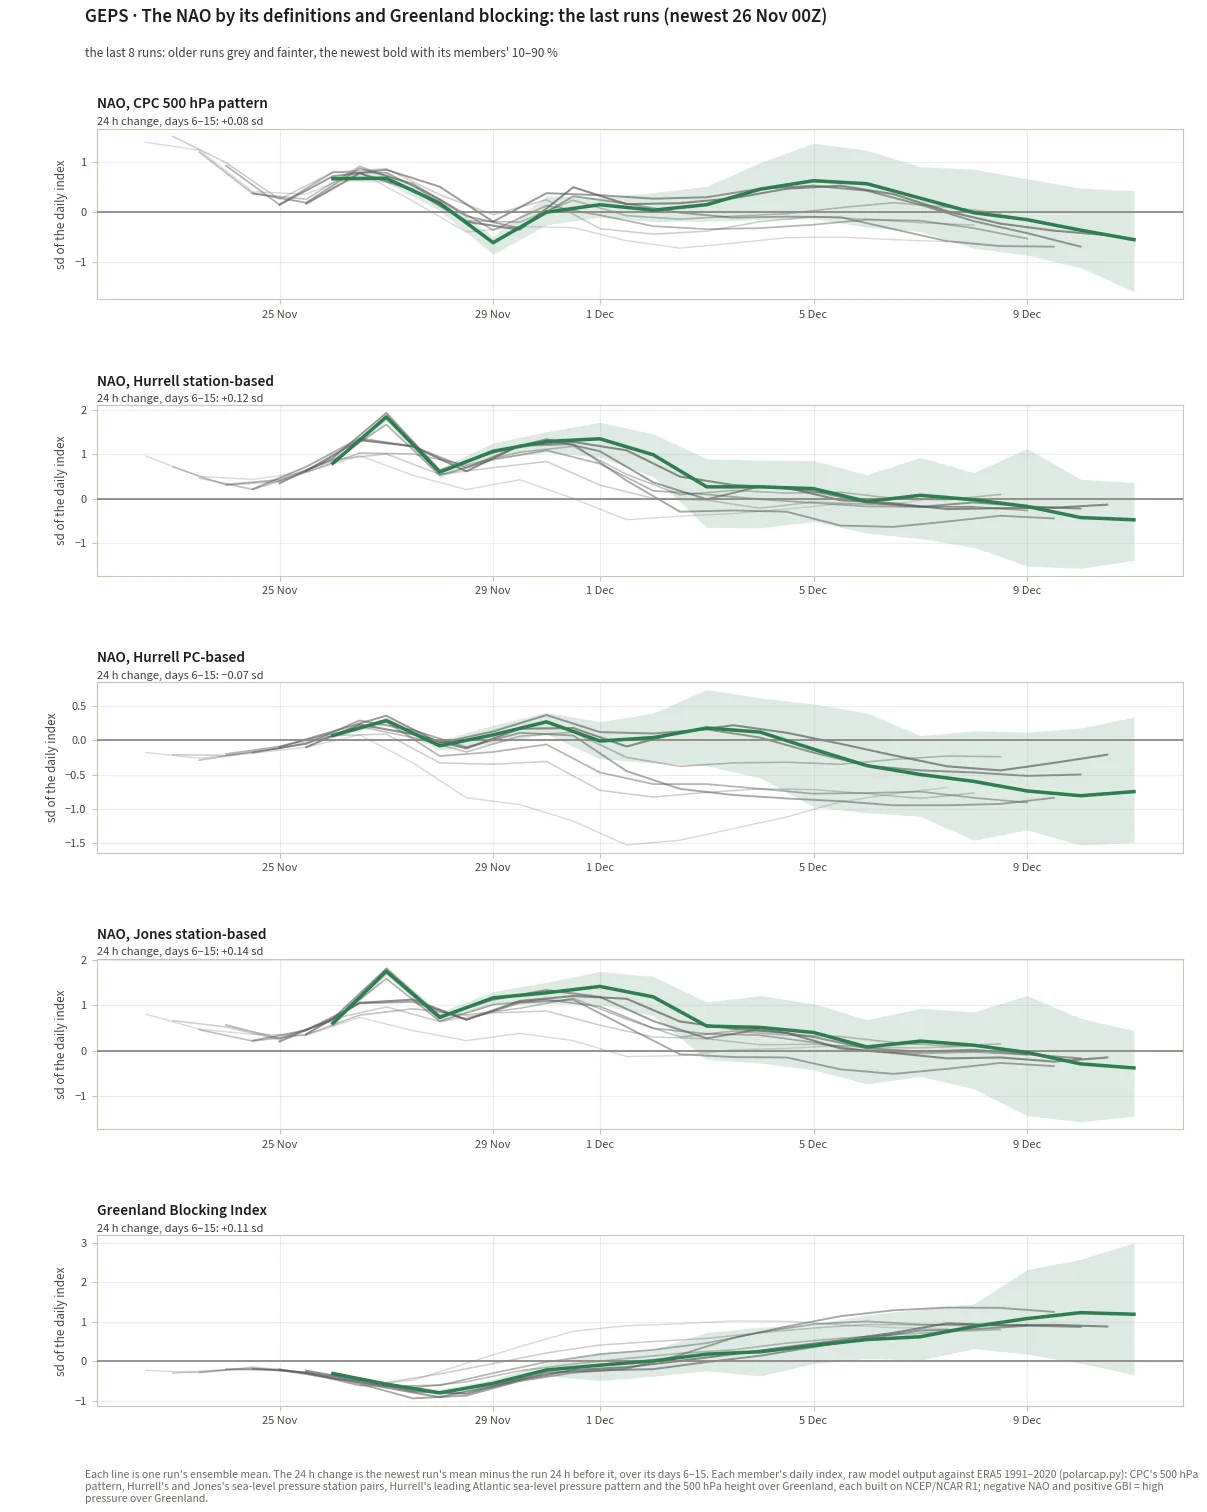 GEPS · The NAO by its definitions and Greenland blocking: the last runs (newest 26 Nov 00Z)
the last 8 runs: older runs grey and fainter, the newest bold with its members' 10–90 %
NAO, CPC 500 hPa pattern
24 h change, days 6–15: +0.08 sd
sd of the daily index
1
0
−1
25 Nov
29 Nov
1 Dec
5 Dec
9 Dec
NAO, Hurrell station-based
24 h change, days 6–15: +0.12 sd
sd of the daily index
2
1
0
−1
25 Nov
29 Nov
1 Dec
5 Dec
9 Dec
NAO, Hurrell PC-based
24 h change, days 6–15: −0.07 sd
sd of the daily index
0.5
0.0
−0.5
−1.0
−1.5
25 Nov
29 Nov
1 Dec
5 Dec
9 Dec
NAO, Jones station-based
24 h change, days 6–15: +0.14 sd
sd of the daily index
2
1
0
−1
25 Nov
29 Nov
1 Dec
5 Dec
9 Dec
Greenland Blocking Index
24 h change, days 6–15: +0.11 sd
sd of the daily index
3
2
1
0
−1
25 Nov
29 Nov
1 Dec
5 Dec
9 Dec
Each line is one run's ensemble mean. The 24 h change is the newest run's mean minus the run 24 h before it, over its days 6–15. Each member's daily index, raw model output against ERA5 1991–2020 (polarcap.py): CPC's 500 hPa
pattern, Hurrell's and Jones's sea-level pressure station pairs, Hurrell's leading Atlantic sea-level pressure pattern and the 500 hPa height over Greenland, each built on NCEP/NCAR R1; negative NAO and positive GBI = high
pressure over Greenland.